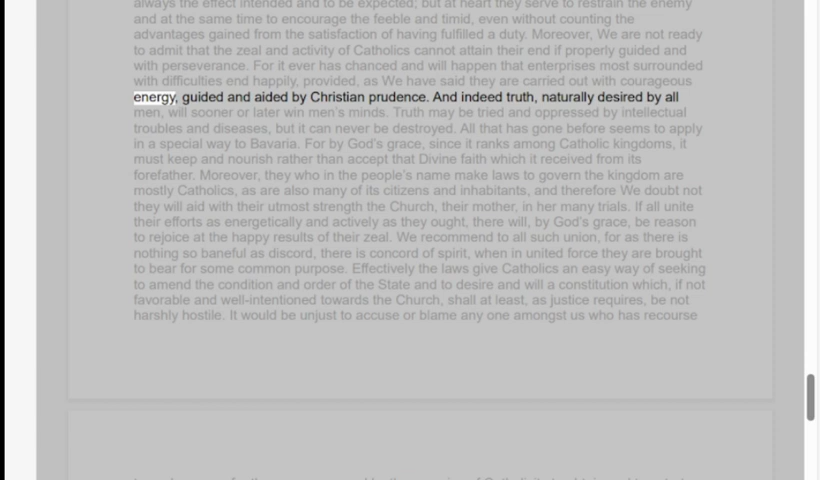 always the effect intended and to be expected; but at heart they serve to restrain the enemy
and at the same time to encourage the feeble and timid, even without counting the
advantages gained from the satisfaction of having fulfilled a duty. Moreover, We are not ready
to admit that the zeal and activity of Catholics cannot attain their end if properly guided and
with perseverance. For it ever has chanced and will happen that enterprises most surrounded
with difficulties end happily, provided, as We have said they are carried out with courageous
energy, guided and aided by Christian prudence. And indeed truth, naturally desired by all
men, will sooner or later win men's minds. Truth may be tried and oppressed by intellectual
troubles and diseases, but it can never be destroyed. All that has gone before seems to apply
in a special way to Bavaria. For by God's grace, since it ranks among Catholic kingdoms, it
must keep and nourish rather than accept that Divine faith which it received from its
forefather. Moreover, they who in the people's name make laws to govern the kingdom are
mostly Catholics, as are also many of its citizens and inhabitants, and therefore We doubt not
they will aid with their utmost strength the Church, their mother, in her many trials. If all unite
their efforts as energetically and actively as they ought, there will, by God's grace, be reason
to rejoice at the happy results of their zeal. We recommend to all such union, for as there is
nothing so baneful as discord, there is concord of spirit, when in united force they are brought
to bear for some common purpose. Effectively the laws give Catholics an easy way of seeking
to amend the condition and order of the State and to desire and will a constitution which, if not
favorable and well-intentioned towards the Church, shall at least, as justice requires, be not
harshly hostile. It would be unjust to accuse or blame any one amongst us who has recourse